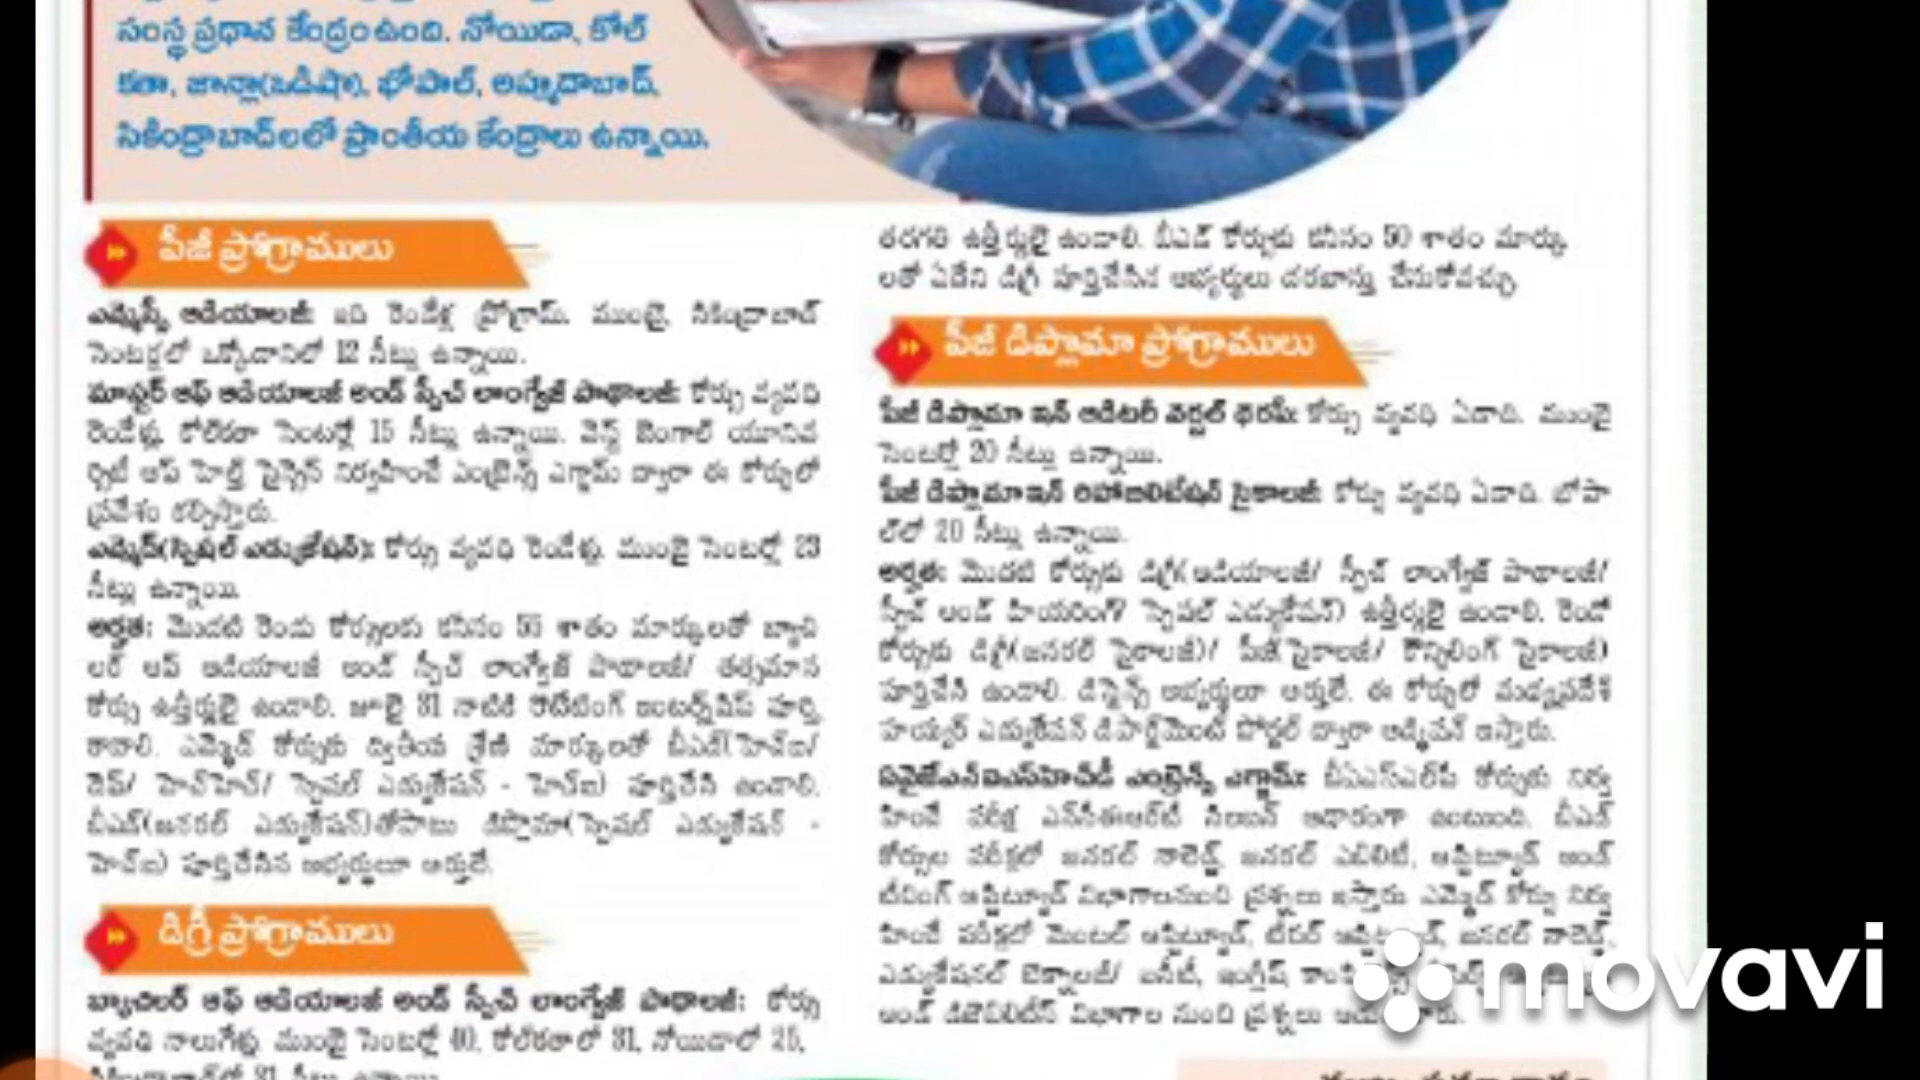 సంస్థ ప్రధాన కేంద్రం ఉంది. నోయిడా, కోల్
కతా, జాన్లా(ఒడిషా), భోపాల్, అహ్మదాబాద్,
సికింద్రాబాద్‌లలో ప్రాంతీయ కేంద్రాలు ఉన్నాయి.
పీజీ ప్రోగ్రాములు
ఎమ్మెస్సీ ఆడియాలజీ: ఇది రెండేళ్ల ప్రోగ్రామ్. ముంబై, సికింద్రాబాద్
సెంటర్లలో ఒక్కోదానిలో 12 సీట్లు ఉన్నాయి.
మాస్టర్ ఆఫ్ ఆడియాలజీ అండ్ స్పీచ్ లాంగ్వేజ్ పాథాలజీ: కోర్సు వ్యవధి
రెండేళ్లు. కోల్‌కతా సెంటర్లో 15 సీట్లు ఉన్నాయి. వెస్ట్ బెంగాల్ యూనివ
ర్సిటీ ఆఫ్ హెల్త్ సైన్సెస్ నిర్వహించే ఎంట్రెన్స్ ఎగ్జామ్ ద్వారా ఈ కోర్సులో
ప్రవేశం కల్పిస్తారు.
ఎమ్మెడ్(స్పెషల్ ఎడ్యుకేషన్): కోర్సు వ్యవధి రెండేళ్లు. ముంబై సెంటర్లో 23
సీట్లు ఉన్నాయి.
అర్హత: మొదటి రెండు కోర్సులకు కనీసం 55 శాతం మార్కులతో బ్యాచి
లర్ ఆఫ్ ఆడియాలజీ అండ్ స్పీచ్ లాంగ్వేజ్ పాథాలజీ/ తత్సమాన
కోర్సు ఉత్తీర్ణులై ఉండాలి. జూలై 31 నాటికి రొటేటింగ్ ఇంటర్న్‌షిప్ పూర్తి
కావాలి. ఎమ్మెడ్ కోర్సుకు ద్వితీయ శ్రేణి మార్కులతో బీఎడ్(హెచ్ఐ/
డెఫ్/ హెచ్‌హెచ్/ స్పెషల్ ఎడ్యుకేషన్ - హెచ్ఐ) పూర్తిచేసి ఉండాలి.
బీఎడ్(జనరల్ ఎడ్యుకేషన్)తోపాటు డిప్లొమా(స్పెషల్ ఎడ్యుకేషన్ -
హెచ్ఐ) పూర్తిచేసిన అభ్యర్థులూ అర్హులే.
డిగ్రీ ప్రోగ్రాములు
బ్యాచిలర్ ఆఫ్ ఆడియాలజీ అండ్ స్పీచ్ లాంగ్వేజ్ పాథాలజీ: కోర్సు
వ్యవధి నాలుగేళ్లు. ముంబై సెంటర్లో 40, కోల్‌కతాలో 31, నోయిడాలో 25,
తరగతి ఉత్తీర్ణులై ఉండాలి. బీఎడ్ కోర్సుకు కనీసం 50 శాతం మార్కు
లతో ఏదేని డిగ్రీ పూర్తిచేసిన అభ్యర్థులు దరఖాస్తు చేసుకోవచ్చు.
పీజీ డిప్లొమా ప్రోగ్రాములు
పీజీ డిప్లొమా ఇన్ ఆడిటరీ వెర్బల్ థెరపీ: కోర్సు వ్యవధి ఏడాది. ముంబై
సెంటర్లో 20 సీట్లు ఉన్నాయి.
పీజీ డిప్లొమా ఇన్ రిహాబిలిటేషన్ సైకాలజీ: కోర్సు వ్యవధి ఏడాది. భోపా
ల్‌లో 20 సీట్లు ఉన్నాయి.
అర్హత: మొదటి కోర్సుకు డిగ్రీ(ఆడియాలజీ/ స్పీచ్ లాంగ్వేజ్ పాథాలజీ/
స్పీచ్ అండ్ హియరింగ్/ స్పెషల్ ఎడ్యుకేషన్) ఉత్తీర్ణులై ఉండాలి. రెండో
కోర్సుకు డిగ్రీ(జనరల్ సైకాలజీ)/ పీజీ(సైకాలజీ/ కౌన్సిలింగ్ సైకాలజీ)
పూర్తిచేసి ఉండాలి. డిస్టెన్స్ అభ్యర్థులూ అర్హులే. ఈ కోర్సులో మధ్యప్రదేశ్
హయ్యర్ ఎడ్యుకేషన్ డిపార్ట్‌మెంట్ పోర్టల్ ద్వారా అడ్మిషన్ ఇస్తారు.
ఏవైజేఎన్ఐఎస్‌హెచ్‌డీ ఎంట్రెన్స్ ఎగ్జామ్: బీఏఎస్ఎల్‌పీ కోర్సుకు నిర్వ
హించే పరీక్ష ఎన్‌సీఈఆర్‌టీ సిలబస్ ఆధారంగా ఉంటుంది. బీఎడ్
కోర్సుల పరీక్షలో జనరల్ నాలెడ్జ్, జనరల్ ఎబిలిటీ, ఆప్టిట్యూడ్ అండ్
టీచింగ్ ఆప్టిట్యూడ్ విభాగాలనుంచి ప్రశ్నలు ఇస్తారు. ఎమ్మెడ్ కోర్సు నిర్వ
హించే పరీక్షలో మెంటల్ ఆప్టిట్యూడ్, టీచర్ ఆప్టిట్యూడ్, జనరల్ నాలెడ్జ్,
ఎడ్యుకేషనల్ టెక్నాలజీ/ ఐసీటీ, ఇంగ్లీష్
అండ్ డిజెబిలిటీస్ విభాగాల నుంచి ప్రశ్నలు
movavi